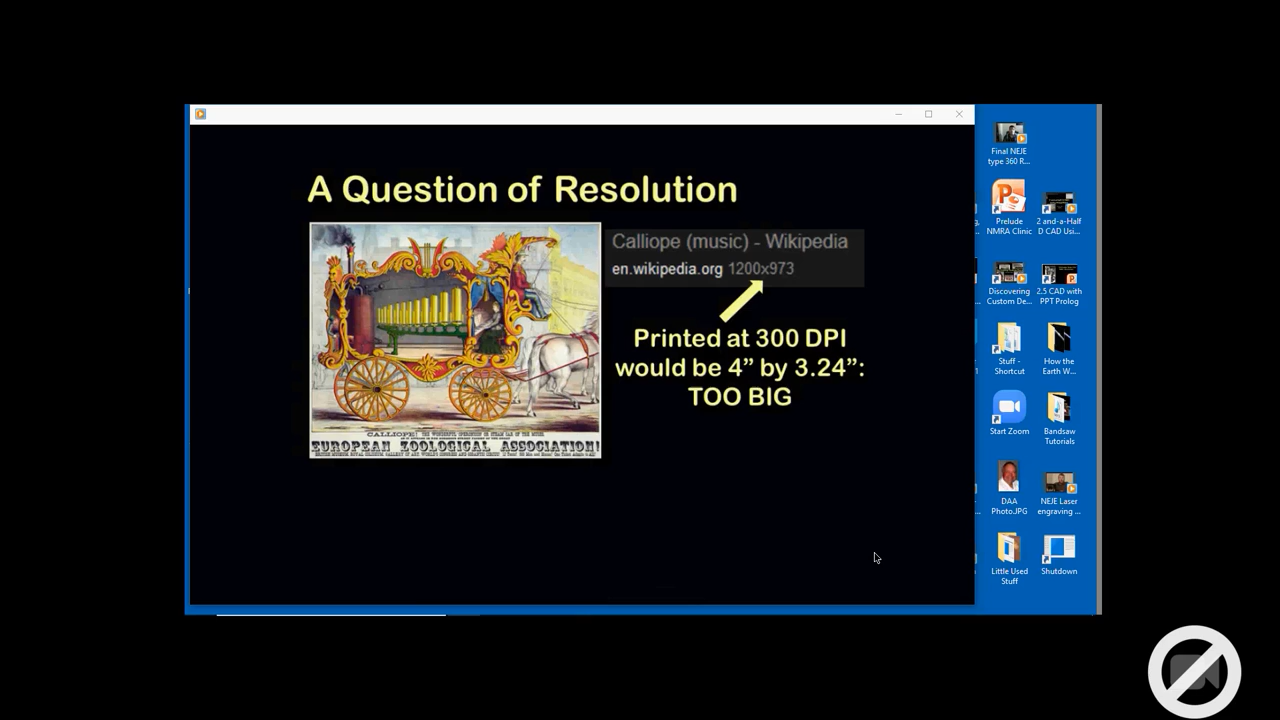 A Question of Resolution
Calliope (music) - Wikipedia
en.wikipedia.org 1200x973
Printed at 300 DPI
would be 4” by 3.24”:
TOO BIG
CALLIOPE!
EUROPEAN ZOOLOGICAL ASSOCIATION!
Final NEJE
type 360 R...
Prelude
NMRA Clinic
2 and-a-Half
D CAD Usi...
Discovering
Custom De...
2.5 CAD with
PPT Prolog
Stuff -
Shortcut
How the
Earth W...
Start Zoom
Bandsaw
Tutorials
DAA
Photo.JPG
NEJE Laser
engraving ...
Little Used
Stuff
Shutdown